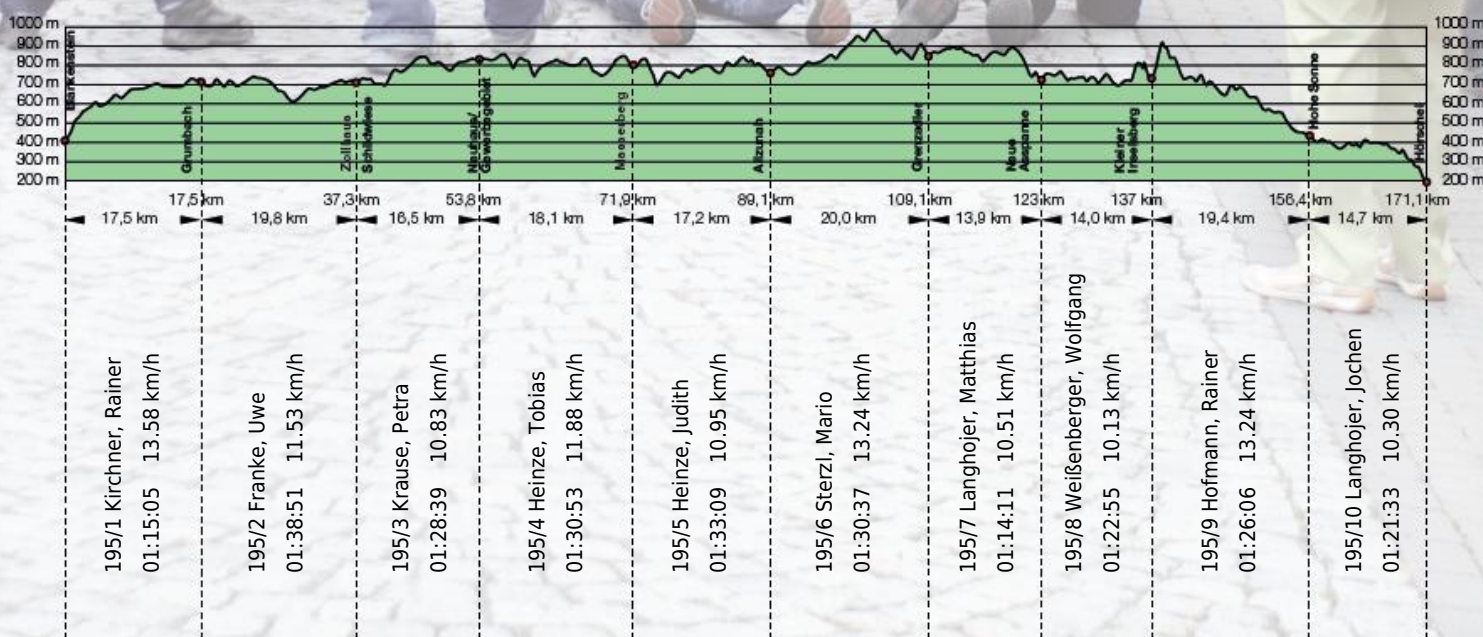 1000 m
900 m
800 m
700 m
600 m
500 m
400 m
300 m
200 m
1000 m
900 m
800 m
700 m
600 m
500 m
400 m
300 m
200 m
Blankenstein
Grumbach
Zollhaus
Schildwiese
Neuhaus/
Masserberg
Allzunah
Grenzadler
Neue
Ausspanne
Kleiner
Inselsberg
Hohe Sonne
Hörschel
17,5 km
37,3 km
53,8 km
71,9 km
89,1 km
109,1 km
123 km
137 km
156,4 km
171,1 km
17,5 km
19,8 km
16,5 km
18,1 km
17,2 km
20,0 km
13,9 km
14,0 km
19,4 km
14,7 km
195/1 Kirchner, Rainer
01:15:05 13.58 km/h
195/2 Franke, Uwe
01:38:51 11.53 km/h
195/3 Krause, Petra
01:28:39 10.83 km/h
195/4 Heinze, Tobias
01:30:53 11.88 km/h
195/5 Heinze, Judith
01:33:09 10.95 km/h
195/6 Sterzl, Mario
01:30:37 13.24 km/h
195/7 Langhojer, Matthias
01:14:11 10.51 km/h
195/8 Weißenberger, Wolfgang
01:22:55 10.13 km/h
195/9 Hofmann, Rainer
01:26:06 13.24 km/h
195/10 Langhojer, Jochen
01:21:33 10.30 km/h